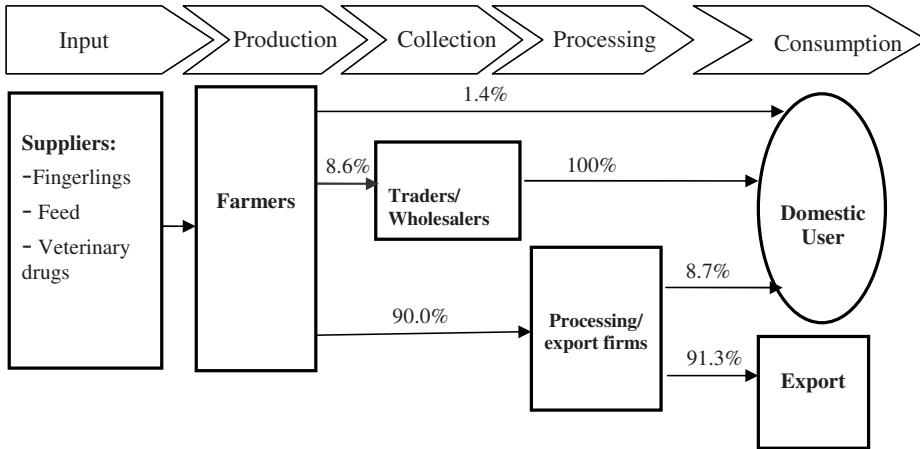 Input
Production
Collection
Processing
Consumption
Suppliers:
-Fingerlings
- Feed
- Veterinary
drugs
Farmers
1.4%
8.6%
Traders/
Wholesalers
100%
Domestic
User
90.0%
Processing/
export firms
8.7%
91.3%
Export